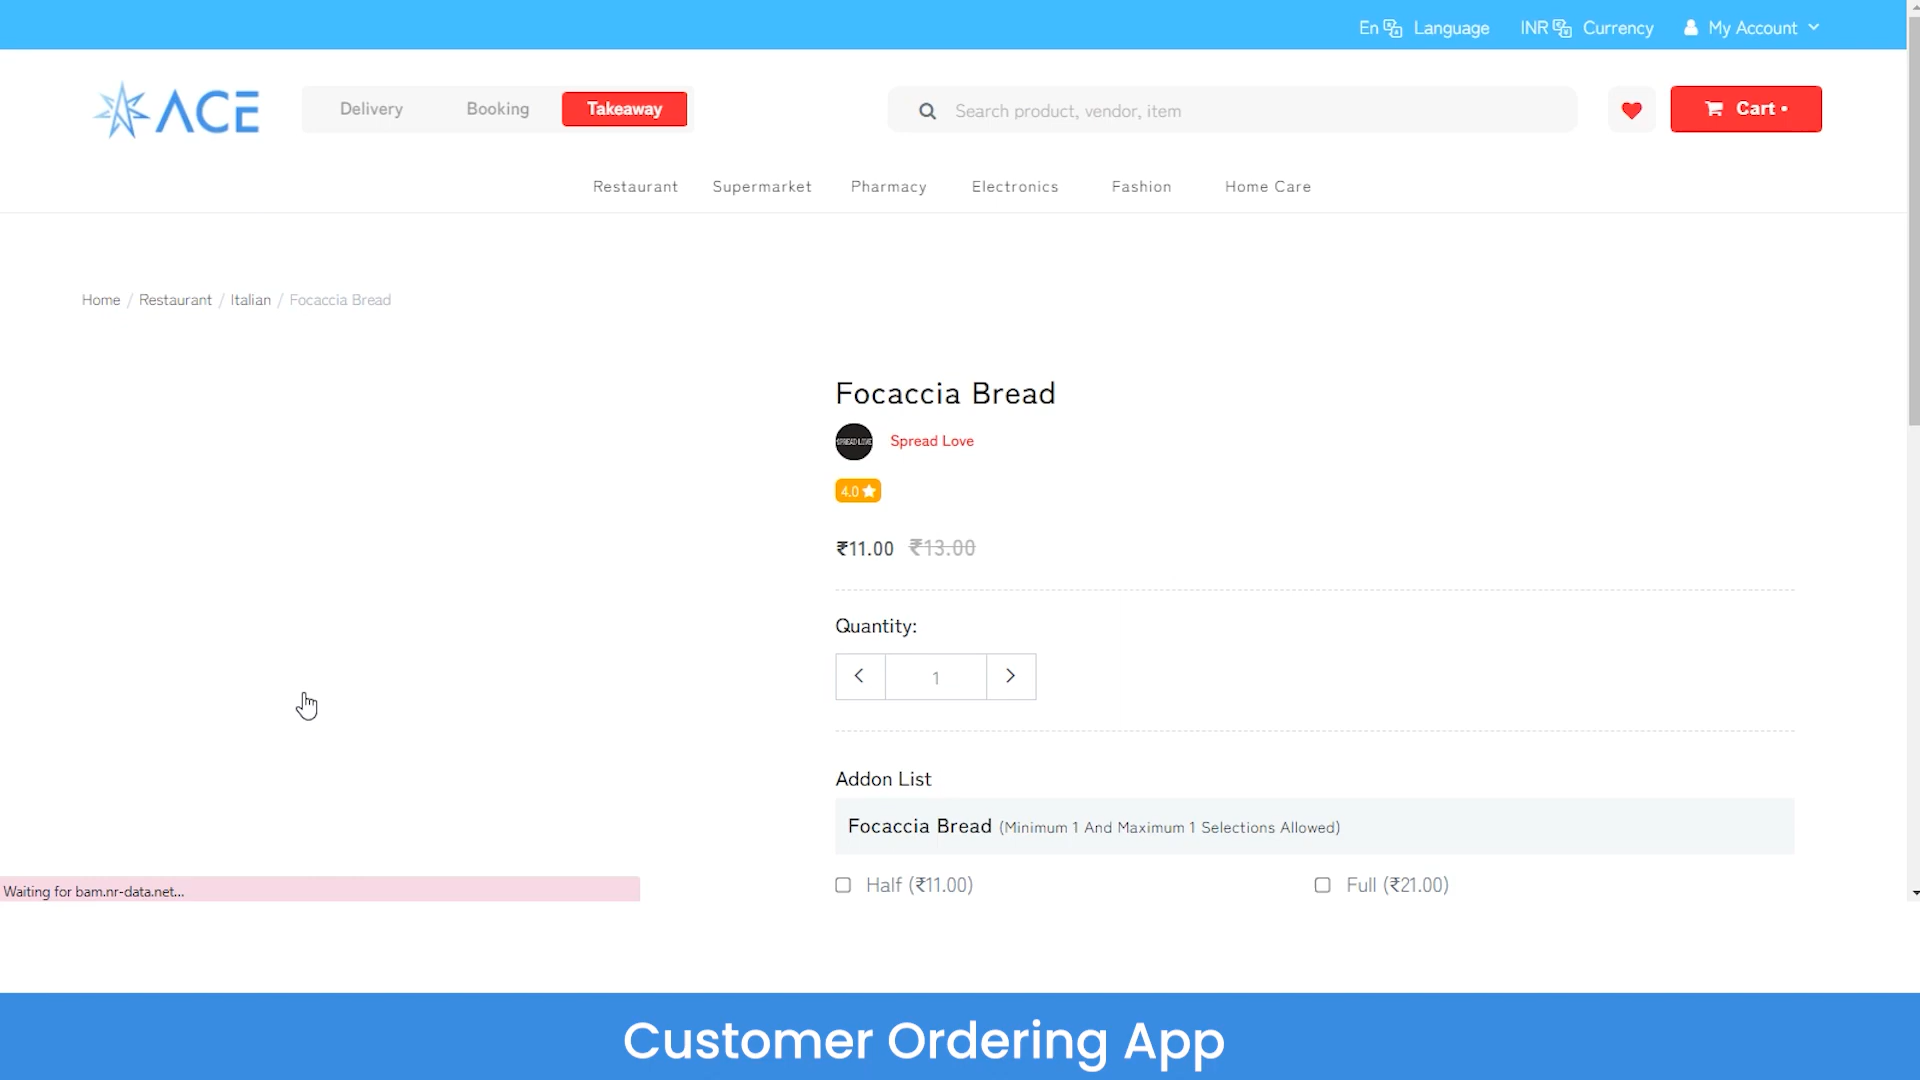 En Language INR Currency My Account
ACE
Delivery Booking Takeaway
Search product, vendor, item
Cart •
Restaurant Supermarket Pharmacy Electronics Fashion Home Care
Home / Restaurant / Italian / Focaccia Bread
Focaccia Bread
SPREAD LOVE
Spread Love
4.0
₹11.00 ₹13.00
Quantity:
1
Addon List
Focaccia Bread (Minimum 1 And Maximum 1 Selections Allowed)
Half (₹11.00)
Full (₹21.00)
Waiting for bam.nr-data.net...
Customer Ordering App